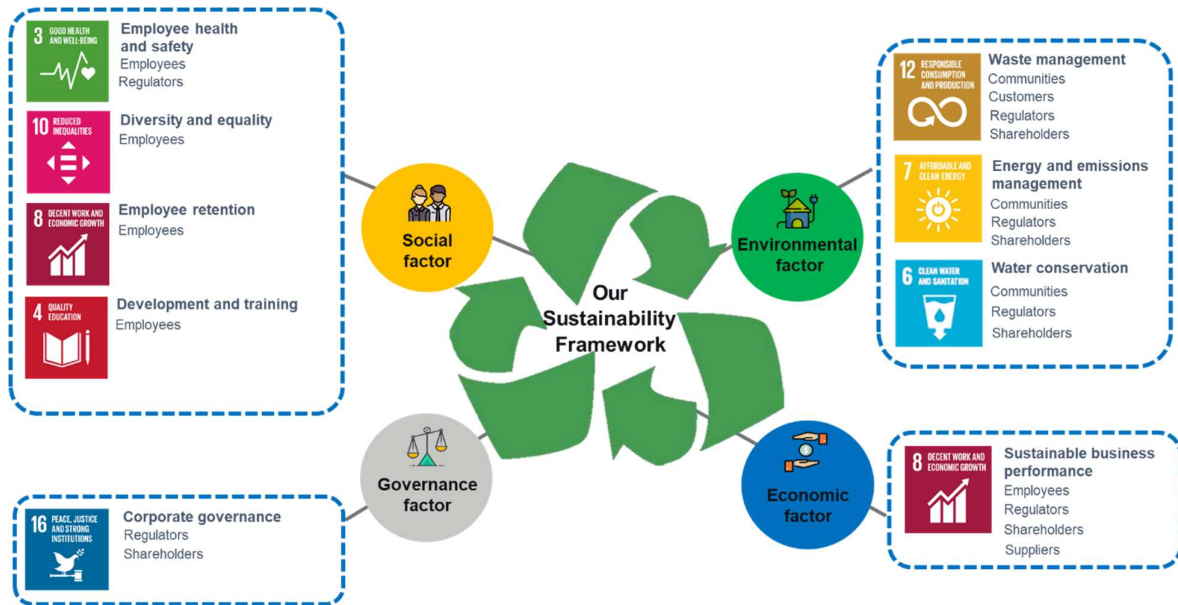 3 GOOD HEALTH
AND WELL-BEING
Employee health
and safety
Employees
Regulators
10 REDUCED
INEQUALITIES
Diversity and equality
Employees
8 DECENT WORK AND
ECONOMIC GROWTH
Employee retention
Employees
4 QUALITY
EDUCATION
Development and training
Employees
Social
factor
Our
Sustainability
Framework
Environmental
factor
12 RESPONSIBLE
CONSUMPTION
AND PRODUCTION
Waste management
Communities
Customers
Regulators
Shareholders
7 AFFORDABLE AND
CLEAN ENERGY
Energy and emissions
management
Communities
Regulators
Shareholders
6 CLEAN WATER
AND SANITATION
Water conservation
Communities
Regulators
Shareholders
Governance
factor
16 PEACE, JUSTICE
AND STRONG
INSTITUTIONS
Corporate governance
Regulators
Shareholders
Economic
factor
8 DECENT WORK AND
ECONOMIC GROWTH
Sustainable business
performance
Employees
Regulators
Shareholders
Suppliers